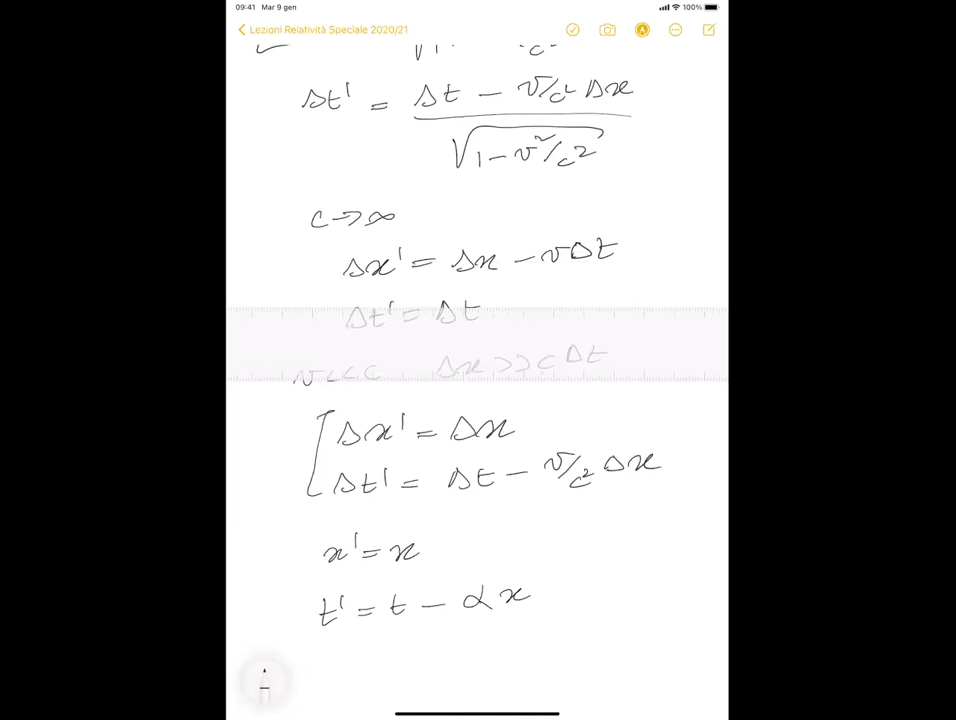 09:41 Mar 9 gen 100%
Lezioni Relatività Speciale 2020/21
Δt' = (Δt − v/c² Δx) / √(1 − v²/c²)
c → ∞
Δx' = Δx − vΔt
Δt' = Δt
v << c Δx >> cΔt
Δx' = Δx
Δt' = Δt − v/c² Δx
x' = x
t' = t − αx